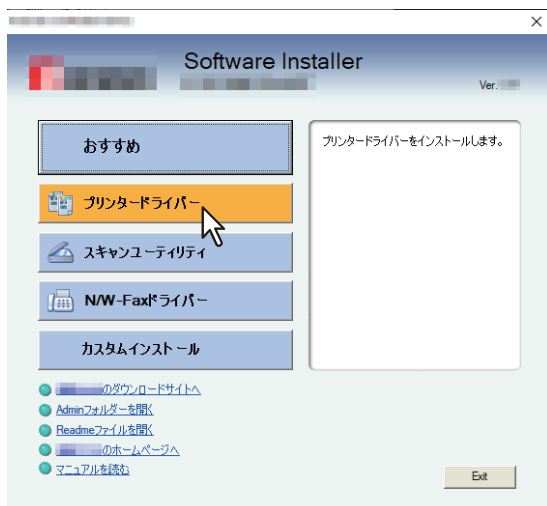 Software Installer
Ver.
おすすめ
プリンタードライバーをインストールします。
プリンタードライバー
スキャンユーティリティ
N/W-Faxドライバー
カスタムインストール
のダウンロードサイトへ
Adminフォルダーを開く
Readmeファイルを開く
のホームページへ
マニュアルを読む
Exit